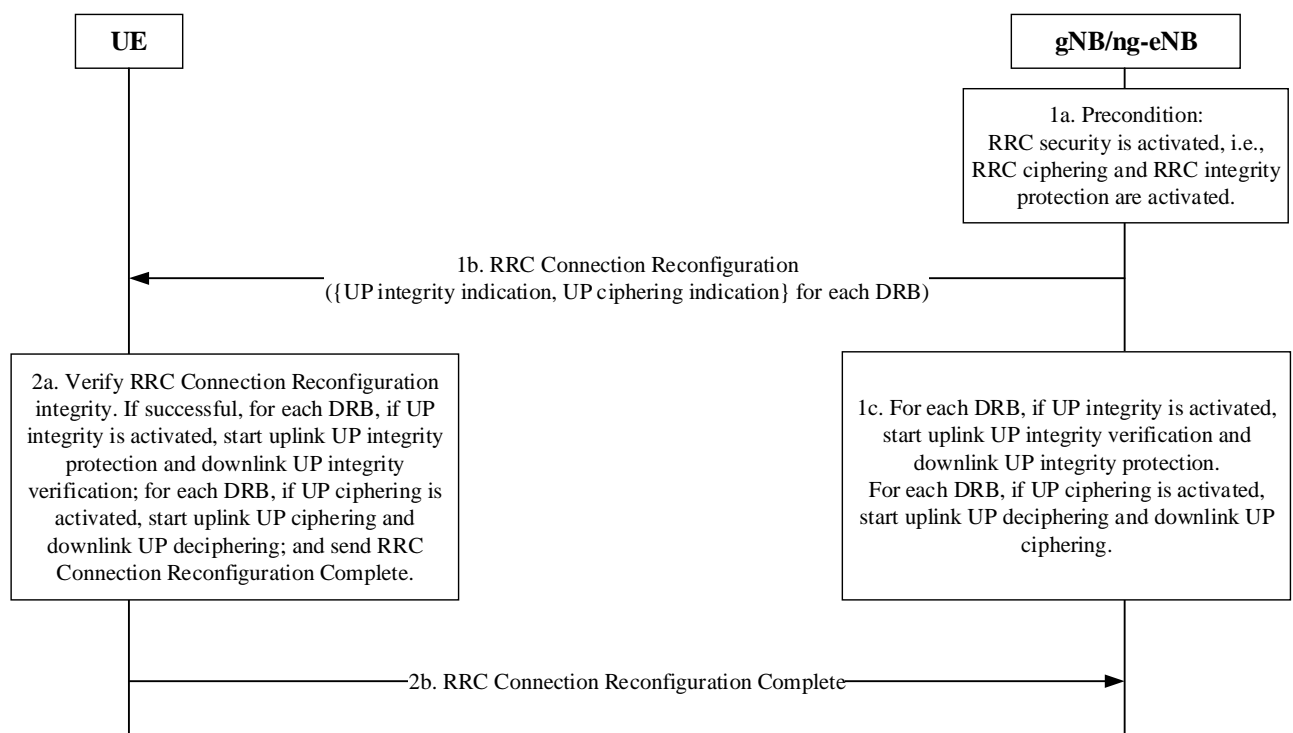 UE
gNB/ng-eNB
1a. Precondition:
RRC security is activated, i.e.,
RRC ciphering and RRC integrity
protection are activated.
1b. RRC Connection Reconfiguration
({UP integrity indication, UP ciphering indication} for each DRB)
2a. Verify RRC Connection Reconfiguration
integrity. If successful, for each DRB, if UP
integrity is activated, start uplink UP integrity
protection and downlink UP integrity
verification; for each DRB, if UP ciphering is
activated, start uplink UP ciphering and
downlink UP deciphering; and send RRC
Connection Reconfiguration Complete.
1c. For each DRB, if UP integrity is activated,
start uplink UP integrity verification and
downlink UP integrity protection.
For each DRB, if UP ciphering is activated,
start uplink UP deciphering and downlink UP
ciphering.
2b. RRC Connection Reconfiguration Complete